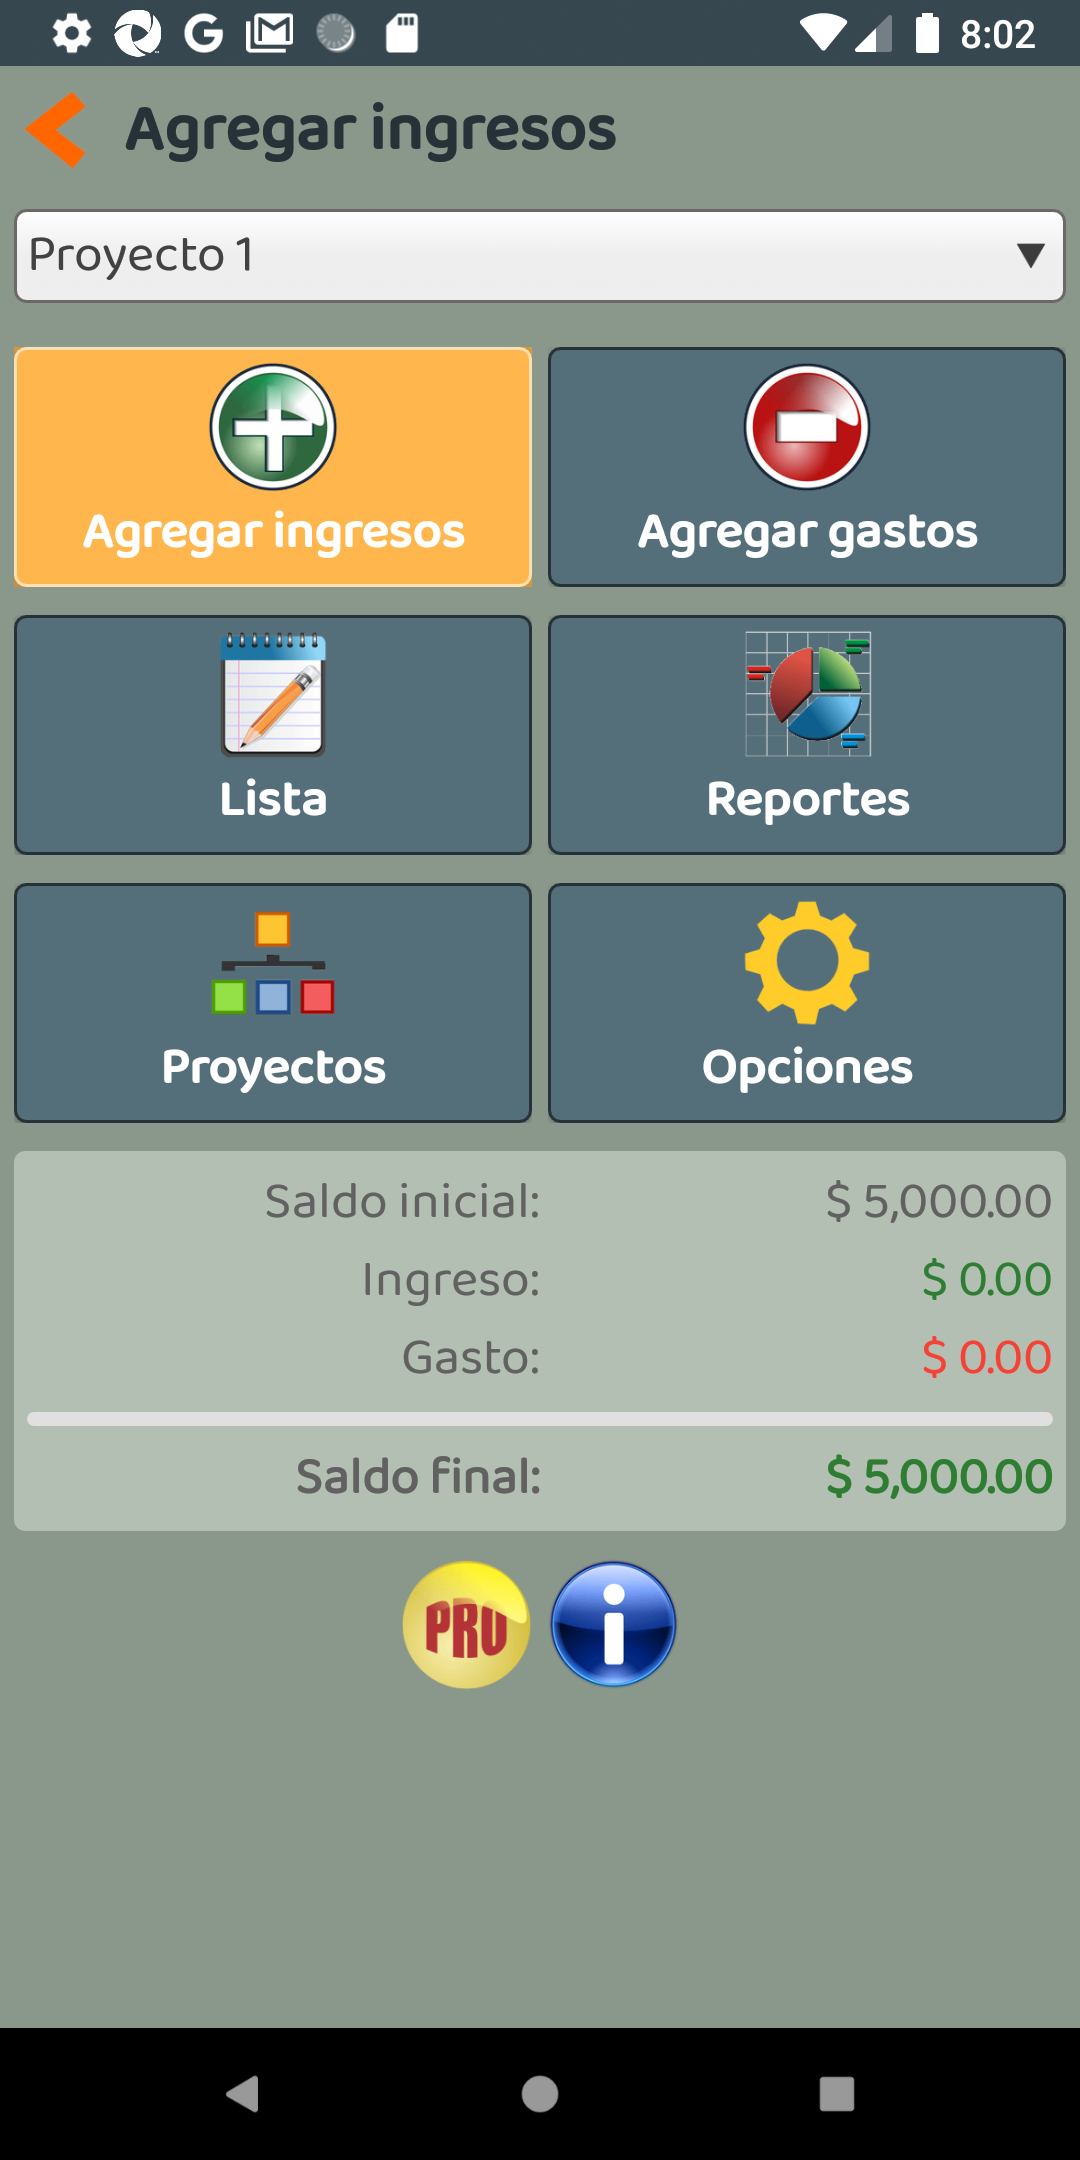 8:02
Agregar ingresos
Proyecto 1
Agregar ingresos
Agregar gastos
Lista
Reportes
Proyectos
Opciones
Saldo inicial: $ 5,000.00
Ingreso: $ 0.00
Gasto: $ 0.00
Saldo final: $ 5,000.00
PRO